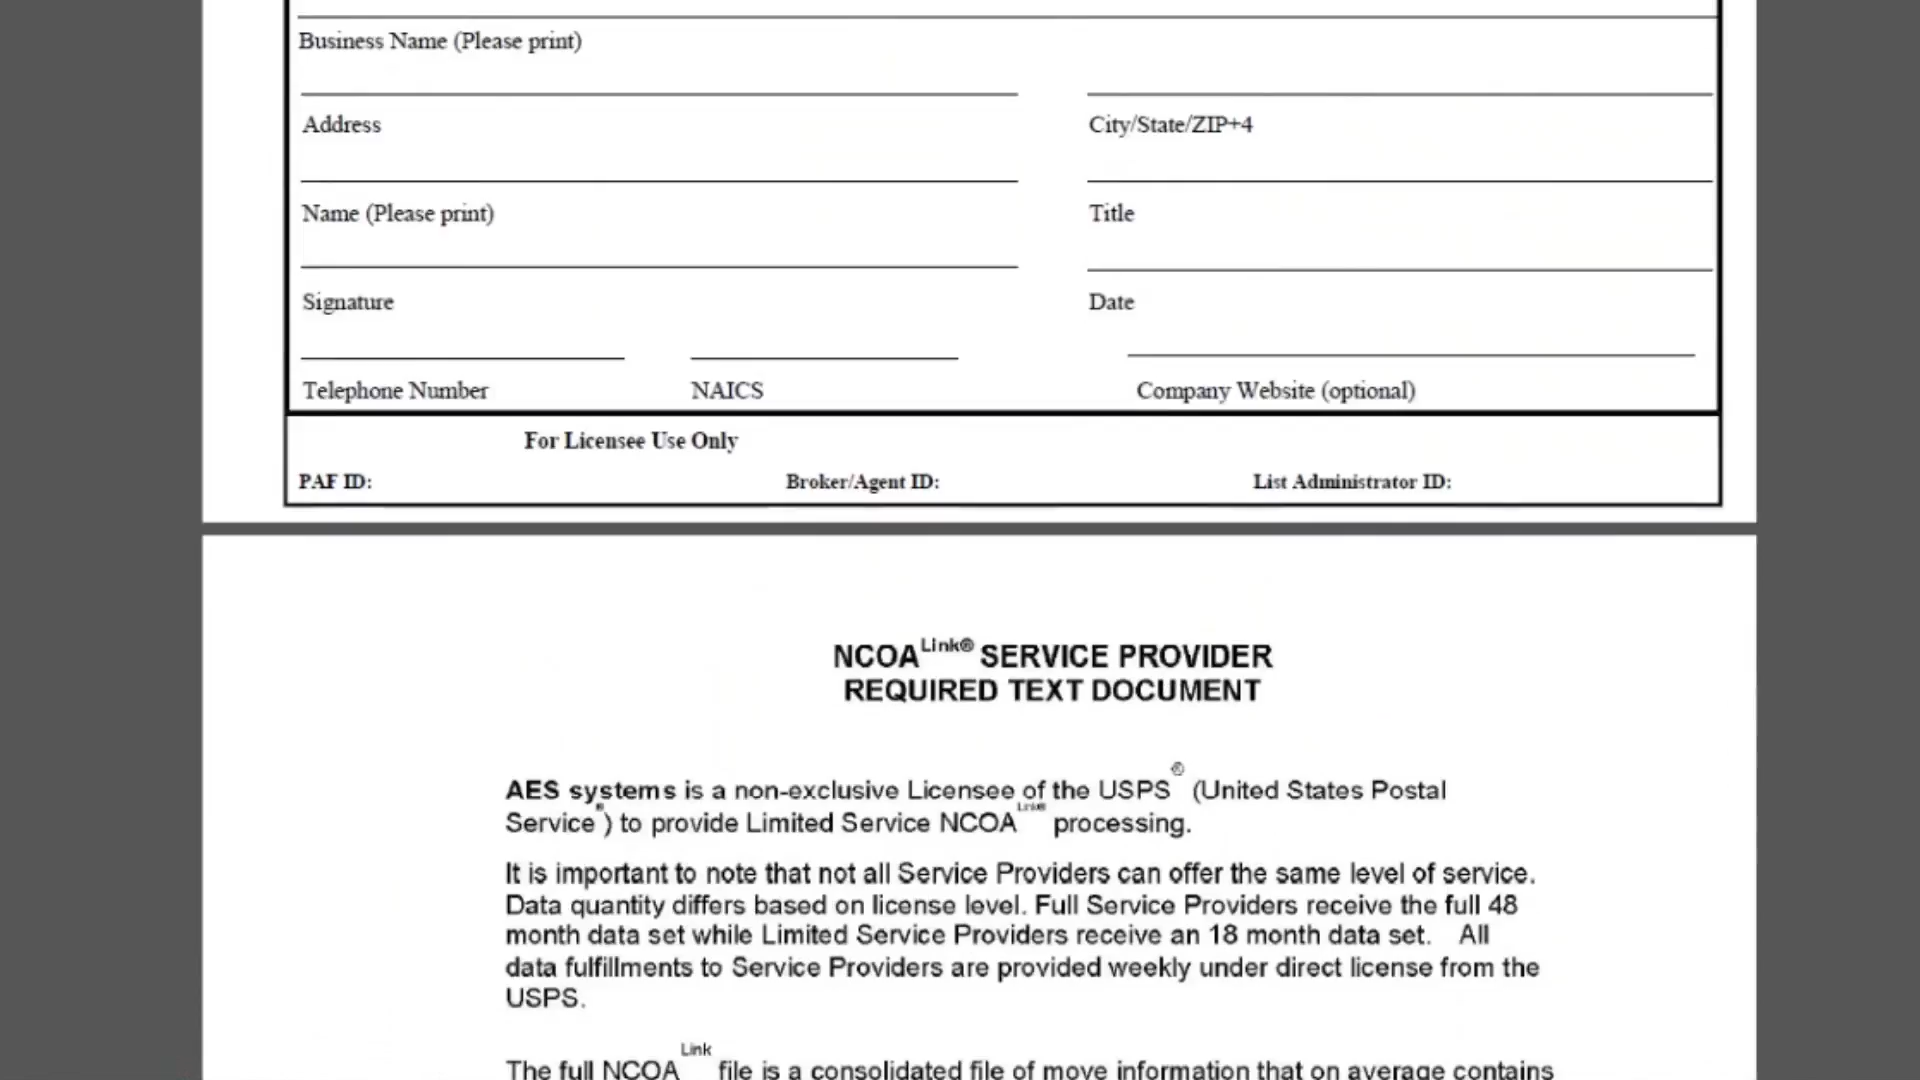 Business Name (Please print)
Address City/State/ZIP+4
Name (Please print) Title
Signature Date
Telephone Number NAICS Company Website (optional)
For Licensee Use Only
PAF ID: Broker/Agent ID: List Administrator ID:
NCOALink® SERVICE PROVIDER
REQUIRED TEXT DOCUMENT
AES systems is a non-exclusive Licensee of the USPS® (United States Postal
Service®) to provide Limited Service NCOALink® processing.
It is important to note that not all Service Providers can offer the same level of service.
Data quantity differs based on license level. Full Service Providers receive the full 48
month data set while Limited Service Providers receive an 18 month data set. All
data fulfillments to Service Providers are provided weekly under direct license from the
USPS.
The full NCOALink file is a consolidated file of move information that on average contains